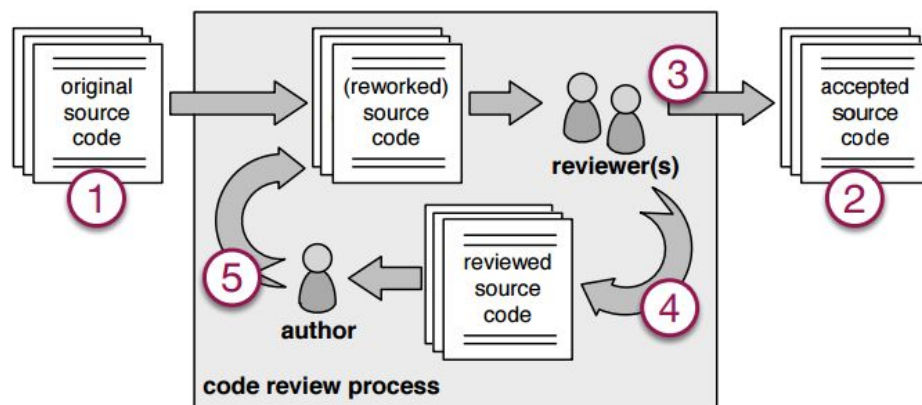 original
source
code
1
(reworked)
source
code
3
reviewer(s)
accepted
source
code
2
5
author
reviewed
source
code
4
code review process